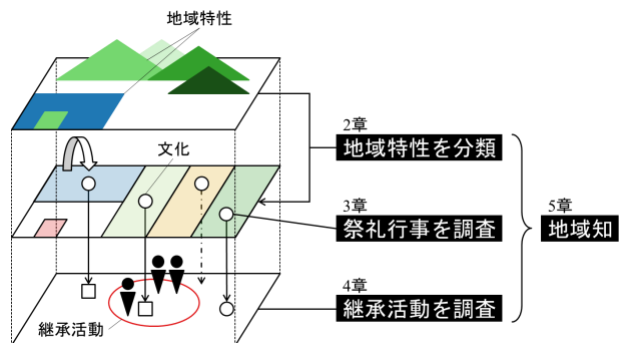 地域特性
文化
継承活動
2章
地域特性を分類
3章
祭礼行事を調査
4章
継承活動を調査
5章
地域知